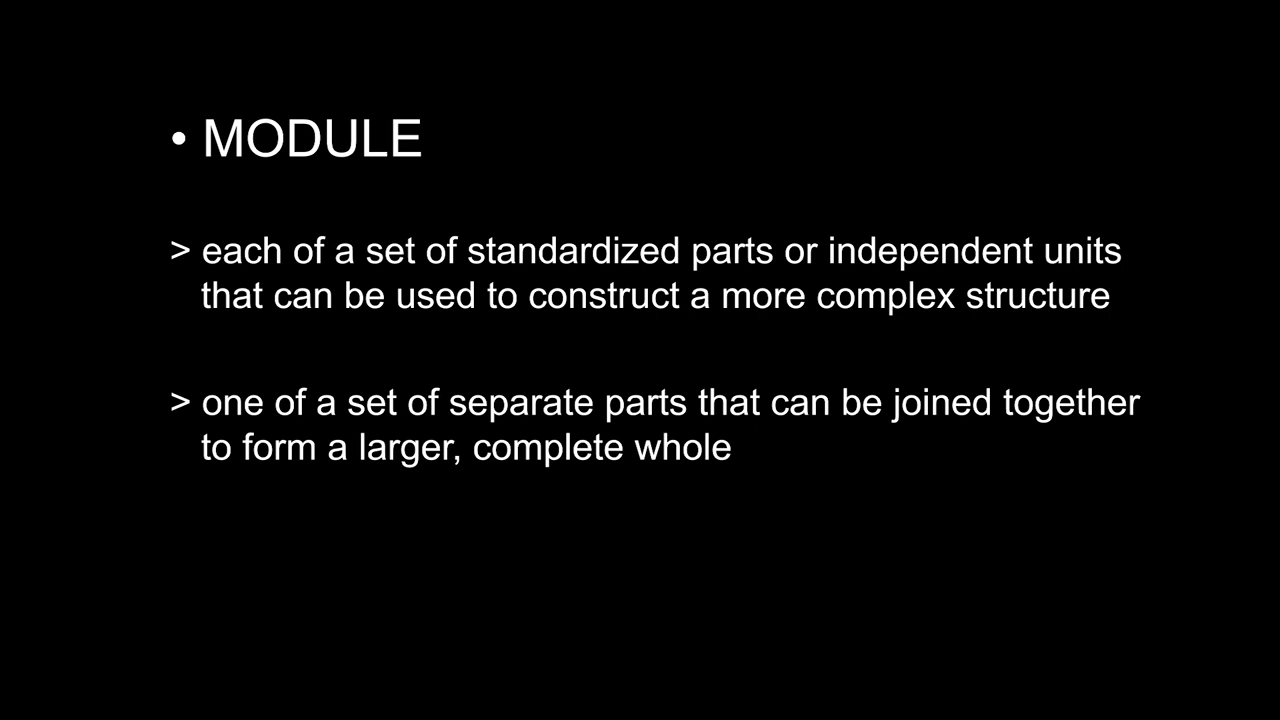 • MODULE
> each of a set of standardized parts or independent units
that can be used to construct a more complex structure
> one of a set of separate parts that can be joined together
to form a larger, complete whole